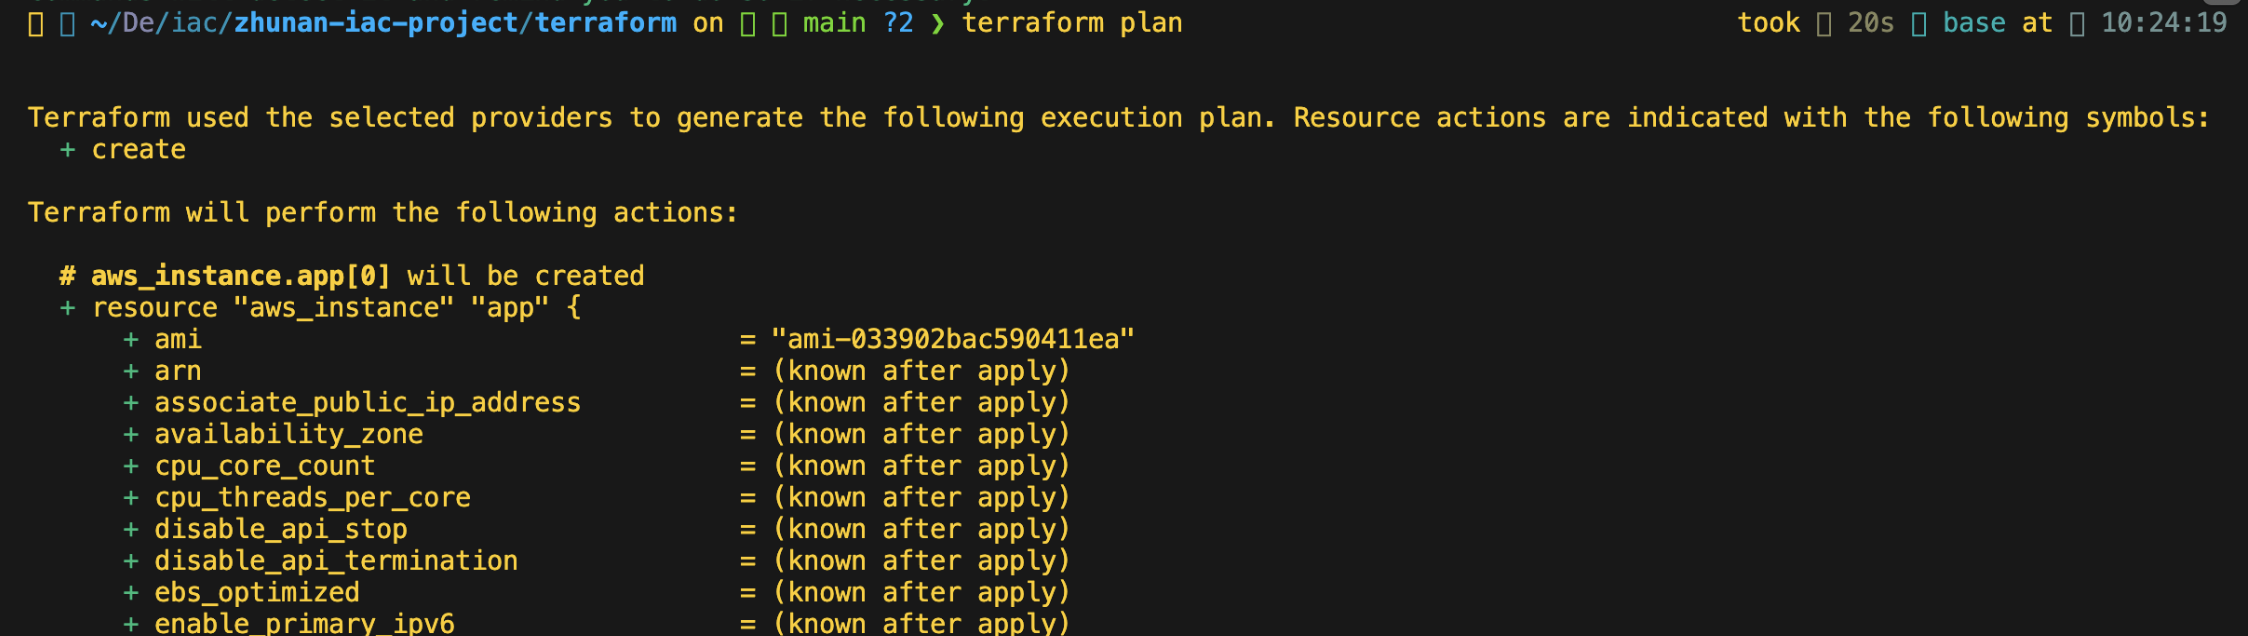 ~/De/iac/zhunan-iac-project/terraform on main ?2 ❯ terraform plan took 20s base at 10:24:19
Terraform used the selected providers to generate the following execution plan. Resource actions are indicated with the following symbols:
+ create
Terraform will perform the following actions:
# aws_instance.app[0] will be created
+ resource "aws_instance" "app" {
+ ami = "ami-033902bac590411ea"
+ arn = (known after apply)
+ associate_public_ip_address = (known after apply)
+ availability_zone = (known after apply)
+ cpu_core_count = (known after apply)
+ cpu_threads_per_core = (known after apply)
+ disable_api_stop = (known after apply)
+ disable_api_termination = (known after apply)
+ ebs_optimized = (known after apply)
+ enable_primary_ipv6 = (known after apply)